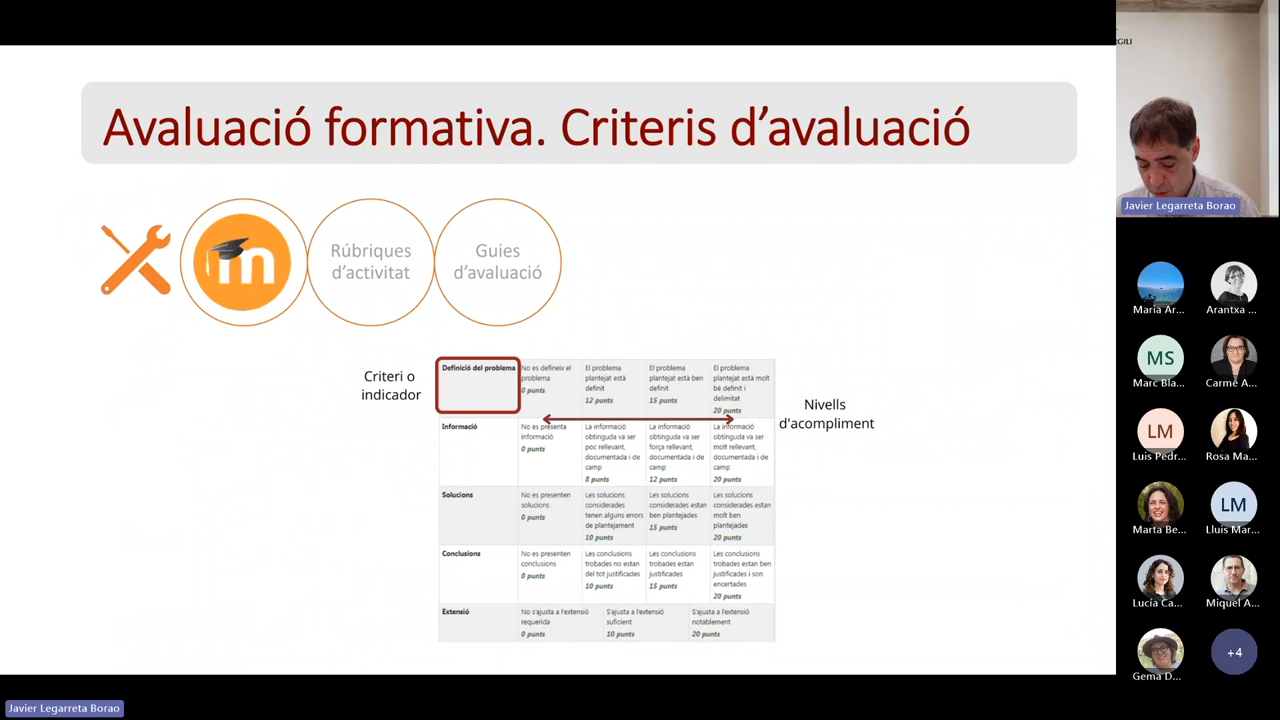 Avaluació formativa. Criteris d’avaluació
Rúbriques
d’activitat
Guies
d’avaluació
Criteri o
indicador
Nivells
d'acompliment
Definició del problema
No es defineix el
problema
0 punts
El problema
plantejat està
definit
12 punts
El problema
plantejat està ben
definit
15 punts
El problema
plantejat està molt
bé definit i
delimitat
20 punts
Informació
No es presenta
informació
0 punts
La informació
obtinguda va ser
poc rellevant,
documentada i de
camp
8 punts
La informació
obtinguda va ser
força rellevant,
documentada i de
camp
12 punts
La informació
obtinguda va ser
molt rellevant,
documentada i de
camp
20 punts
Solucions
No es presenten
solucions
0 punts
Les solucions
considerades
tenen alguns errors
de plantejament
10 punts
Les solucions
considerades estan
ben plantejades
15 punts
Les solucions
considerades estan
molt ben
plantejades
20 punts
Conclusions
No es presenten
conclusions
0 punts
Les conclusions
trobades no estan
del tot justificades
10 punts
Les conclusions
trobades estan
justificades
15 punts
Les conclusions
trobades estan ben
justificades i son
encertades
20 punts
Extensió
No s'ajusta a l'extensió
requerida
0 punts
S'ajusta a l'extensió
suficient
10 punts
S'ajusta a l'extensió
notablement
20 punts
RGILI
Javier Legarreta Borao
Maria Ar...
Arantxa ...
MS
Marc Bla...
Carme A...
LM
Luis Pedr...
Rosa Ma...
Marta Be...
LM
Lluis Mar...
Lucía Ca...
Miquel A...
Gema D...
+4
Javier Legarreta Borao